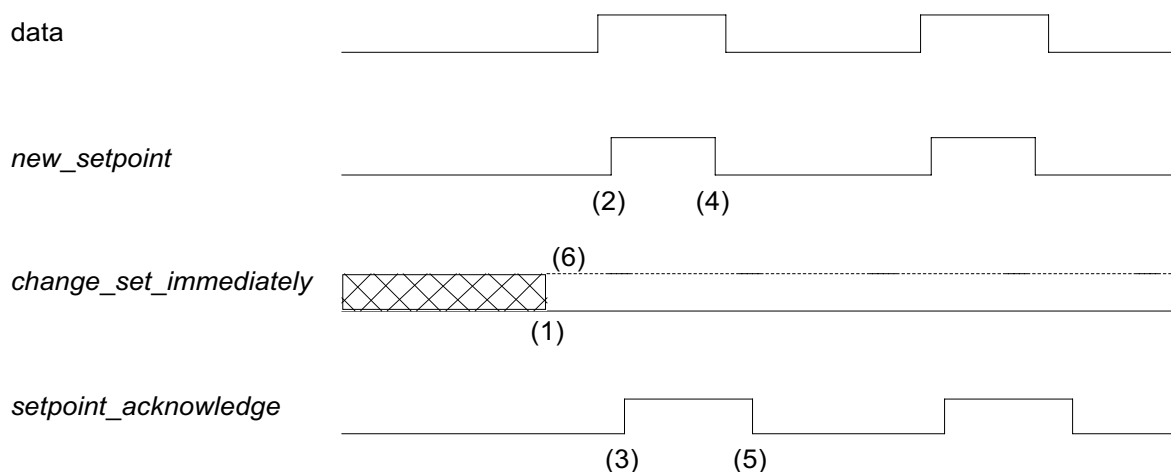 data
new_setpoint
(2) (4)
(6)
change_set_immediately
(1)
setpoint_acknowledge
(3) (5)